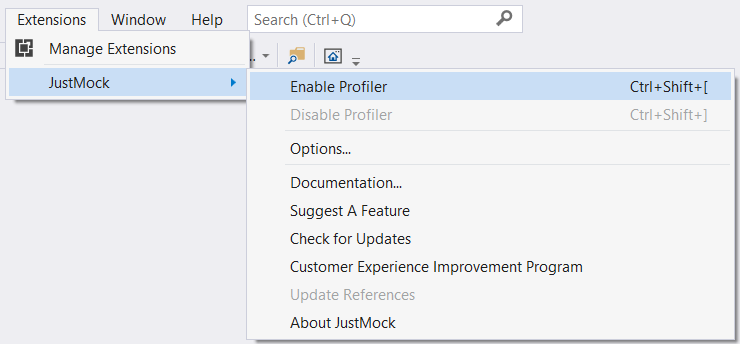 Extensions Window Help Search (Ctrl+Q)
Manage Extensions
JustMock
Enable Profiler Ctrl+Shift+[
Disable Profiler Ctrl+Shift+]
Options...
Documentation...
Suggest A Feature
Check for Updates
Customer Experience Improvement Program
Update References
About JustMock